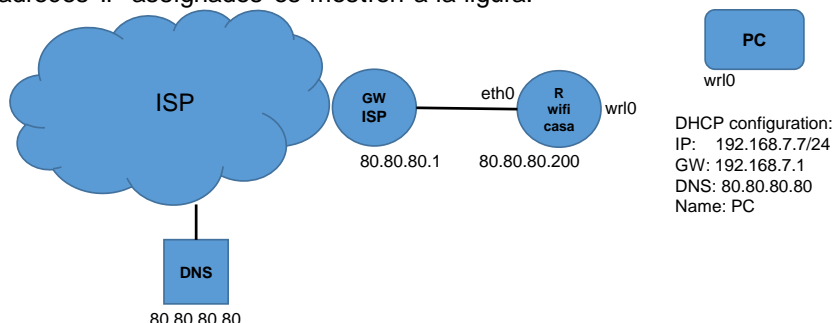 adreces IP assignades es mostren a la figura.
ISP
GW
ISP
80.80.80.1
eth0
R
wifi
casa
wrl0
80.80.80.200
DNS
80.80.80.80
PC
wrl0
DHCP configuration:
IP: 192.168.7.7/24
GW: 192.168.7.1
DNS: 80.80.80.80
Name: PC